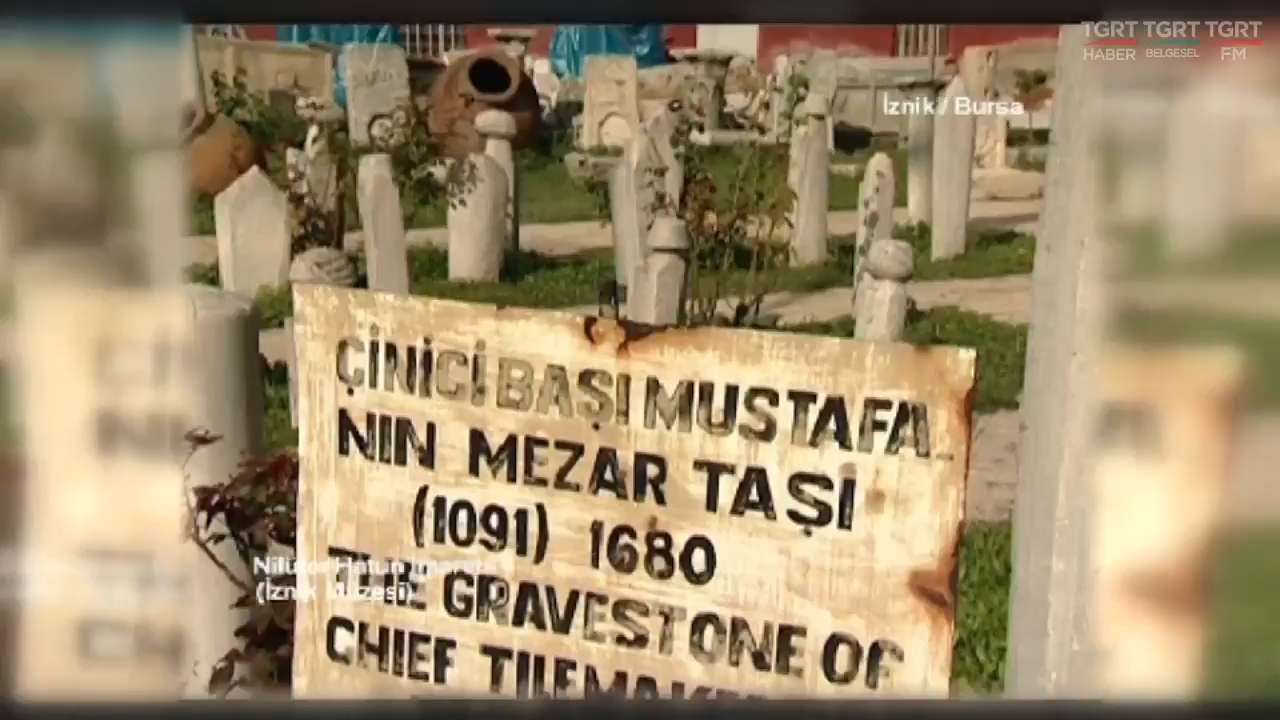 TGRT TGRT TGRT
HABER BELGESEL FM
İznik / Bursa
ÇİNİCİ BAŞI MUSTAFA
NIN MEZAR TAŞI
(1091) 1680
THE GRAVESTONE OF
CHIEF
Nilüfer Hatun İmareti
(İznik Müzesi)